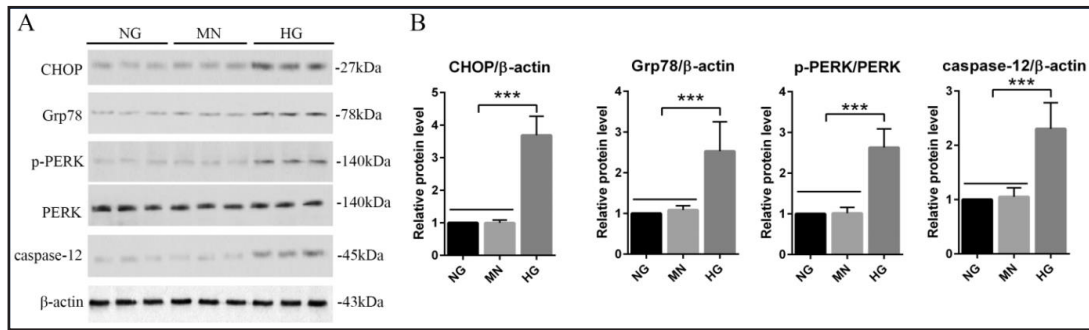 A
NG MN HG
CHOP -27kDa
Grp78 -78kDa
p-PERK -140kDa
PERK -140kDa
caspase-12 -45kDa
β-actin -43kDa
B
CHOP/β-actin
Relative protein level
0 1 2 3 4 5
***
NG MN HG
Grp78/β-actin
Relative protein level
0 1 2 3 4
***
NG MN HG
p-PERK/PERK
Relative protein level
0 1 2 3 4
***
NG MN HG
caspase-12/β-actin
Relative protein level
0 1 2 3
***
NG MN HG